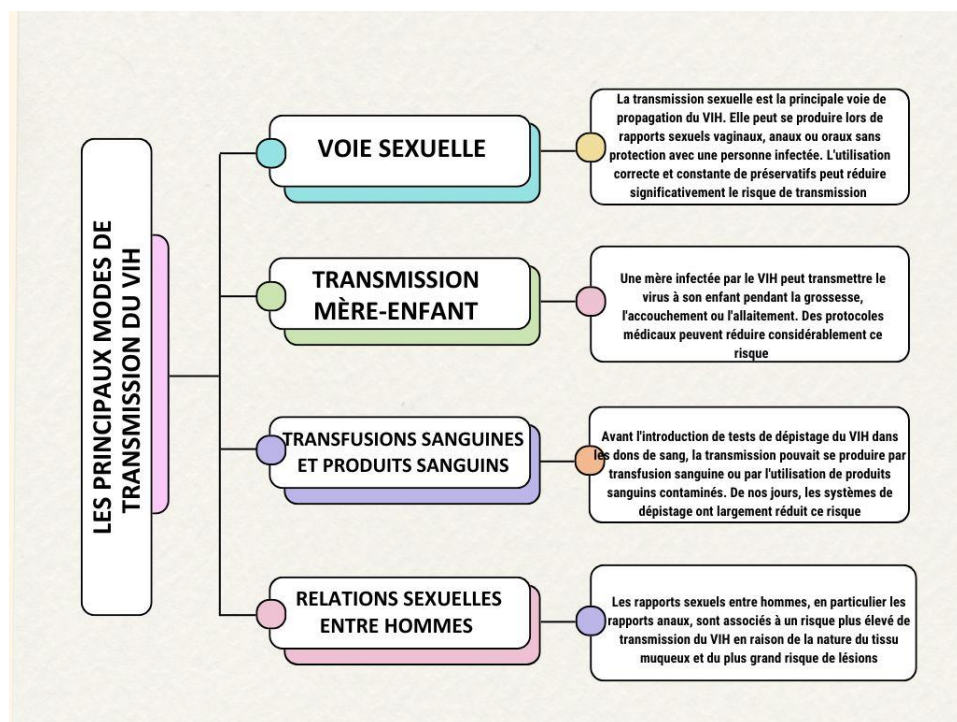 LES PRINCIPAUX MODES DE
TRANSMISSION DU VIH
VOIE SEXUELLE
La transmission sexuelle est la principale voie de
propagation du VIH. Elle peut se produire lors de
rapports sexuels vaginaux, anaux ou oraux sans
protection avec une personne infectée. L'utilisation
correcte et constante de préservatifs peut réduire
significativement le risque de transmission
TRANSMISSION
MÈRE-ENFANT
Une mère infectée par le VIH peut transmettre le
virus à son enfant pendant la grossesse,
l'accouchement ou l'allaitement. Des protocoles
médicaux peuvent réduire considérablement ce
risque
TRANSFUSIONS SANGUINES
ET PRODUITS SANGUINS
Avant l'introduction de tests de dépistage du VIH dans
les dons de sang, la transmission pouvait se produire par
transfusion sanguine ou par l'utilisation de produits
sanguins contaminés. De nos jours, les systèmes de
dépistage ont largement réduit ce risque
RELATIONS SEXUELLES
ENTRE HOMMES
Les rapports sexuels entre hommes, en particulier les
rapports anaux, sont associés à un risque plus élevé de
transmission du VIH en raison de la nature du tissu
muqueux et du plus grand risque de lésions